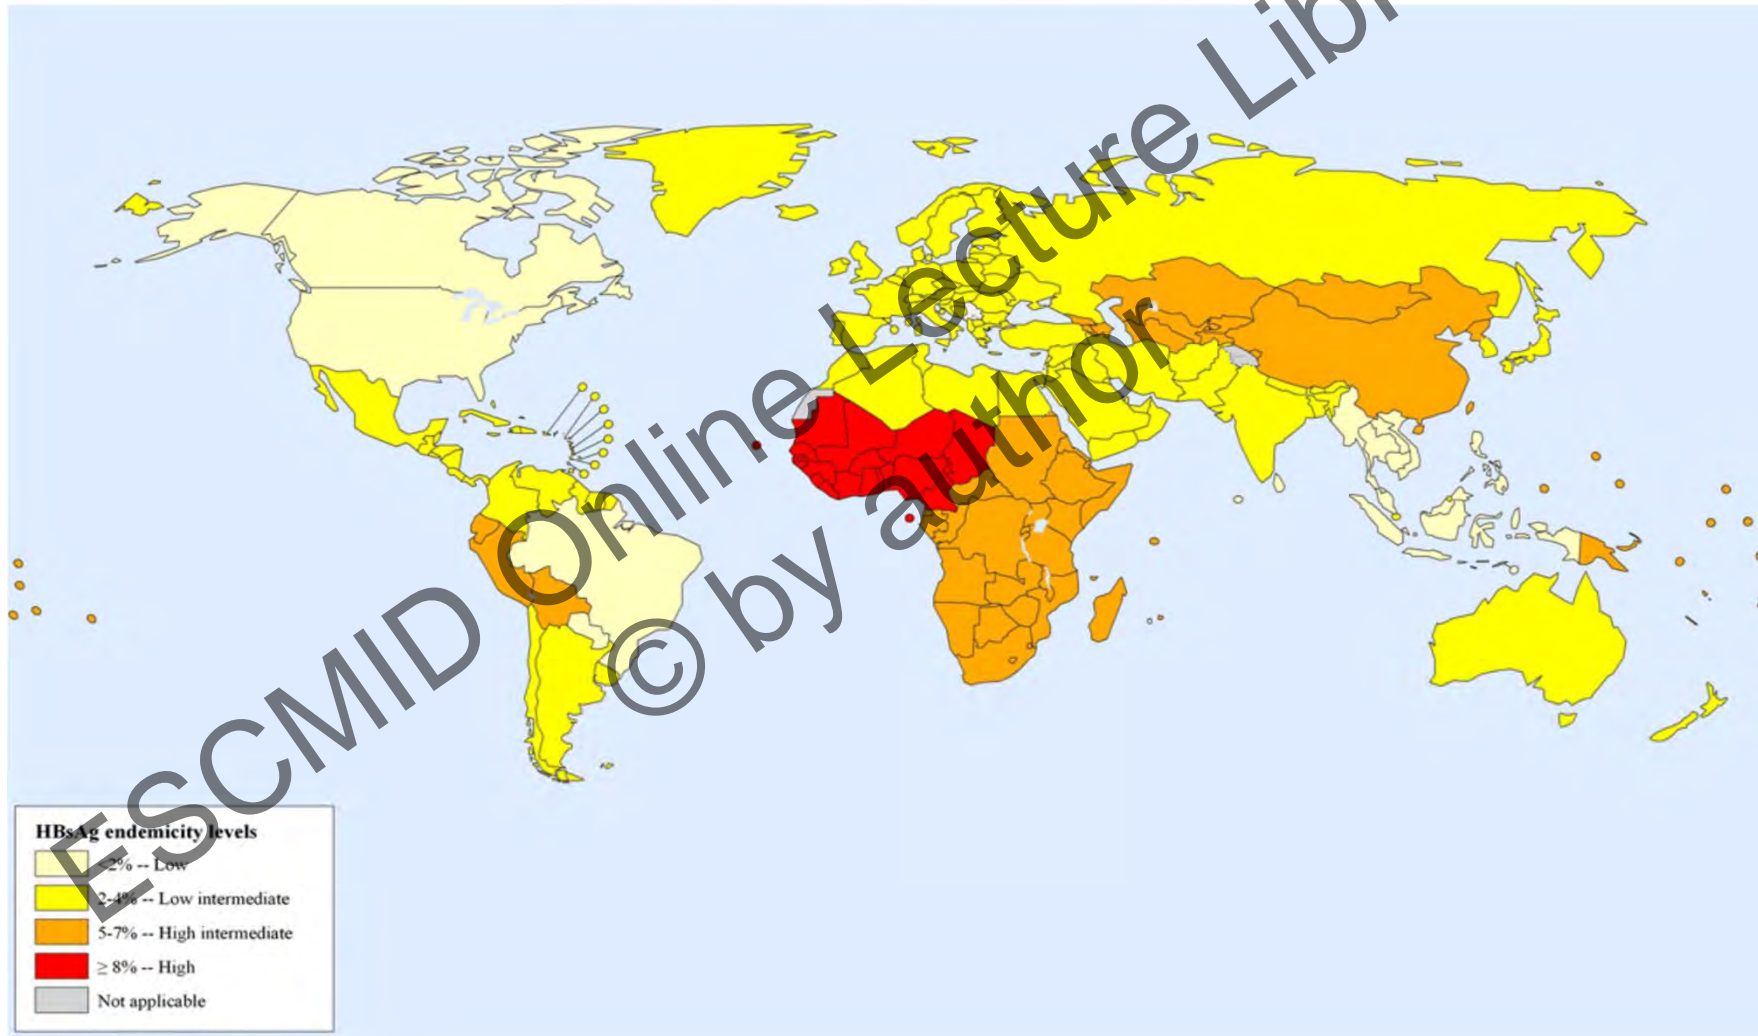 ESCMID Online Lecture Libr
© by author
HBsAg endemicity levels
<2% -- Low
2-4% -- Low intermediate
5-7% -- High intermediate
≥ 8% -- High
Not applicable